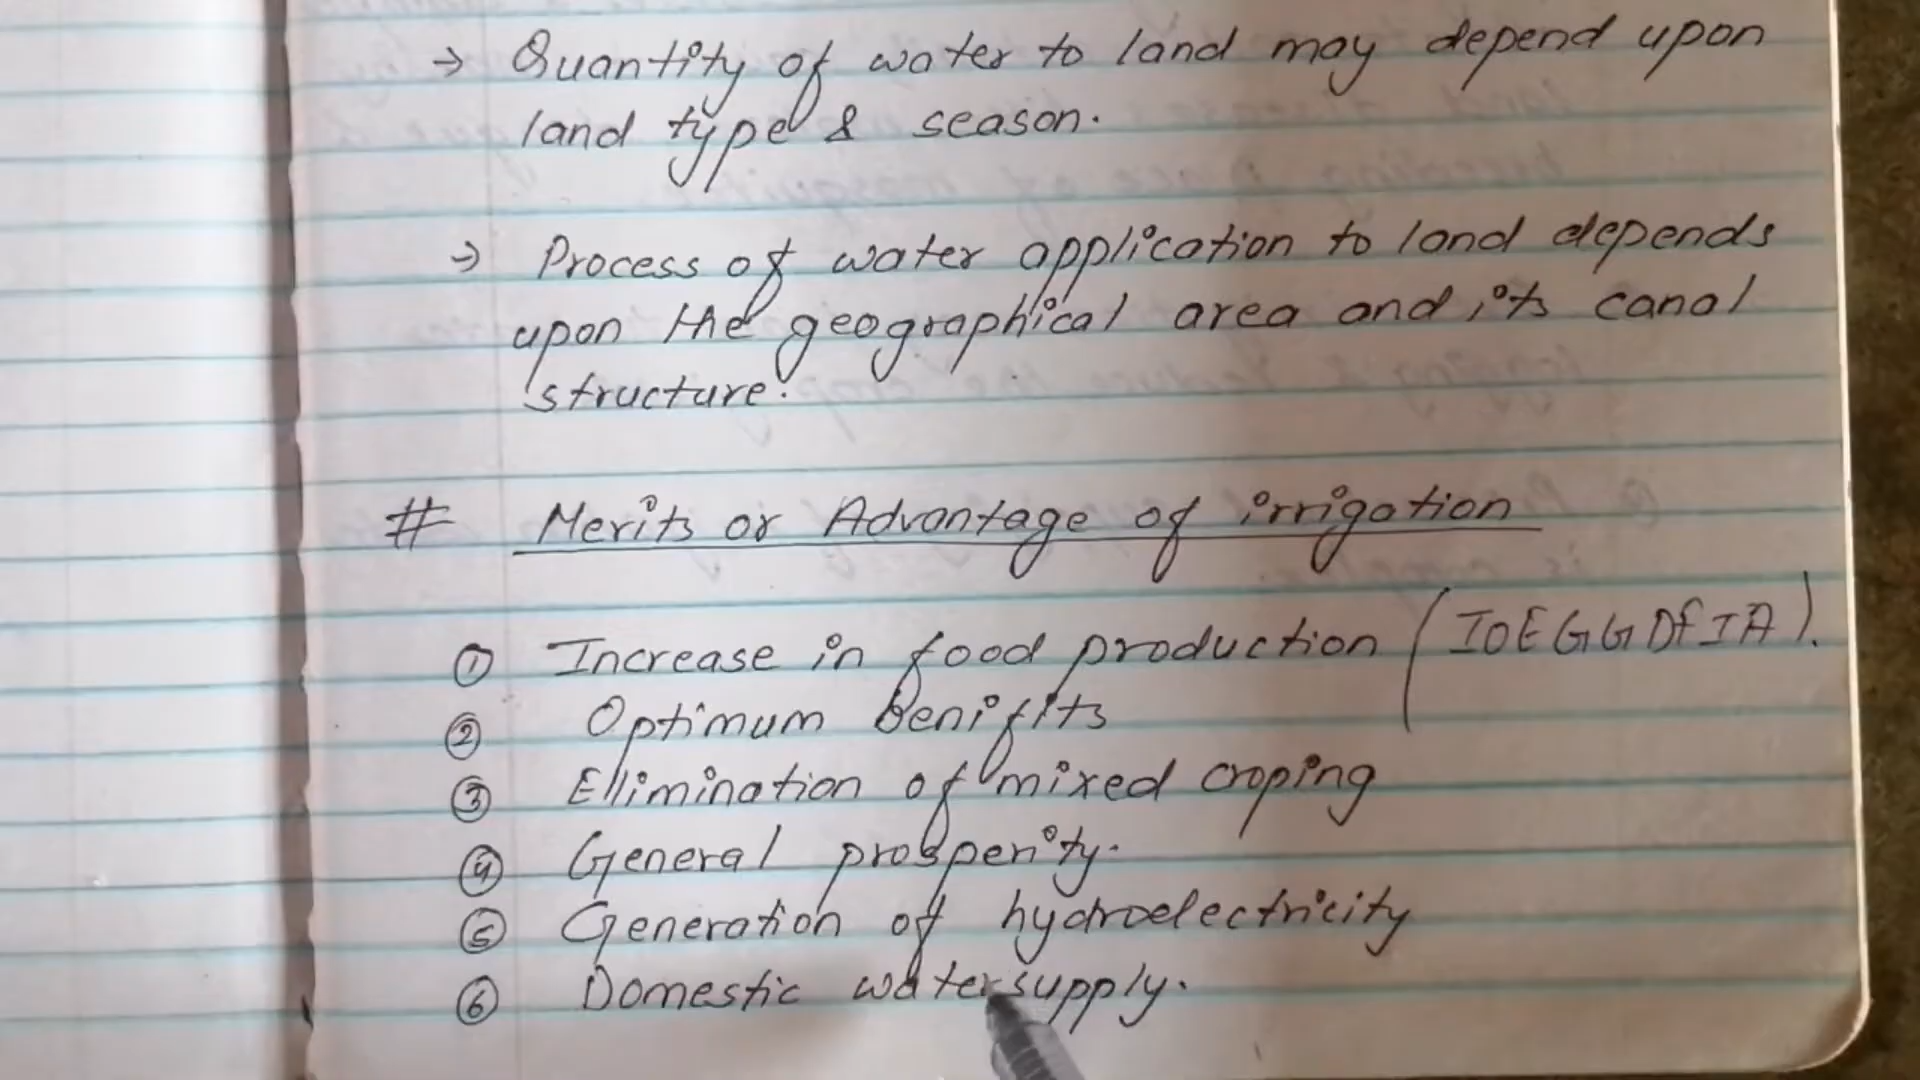 → Quantity of water to land may depend upon
land type & season.
→ Process of water application to land depends
upon the geographical area and its canal
structure.
# Merits or Advantage of irrigation
① Increase in food production (IOEGGDfIA).
② Optimum Benifits
③ Ellimination of mixed croping
④ General prosperity.
⑤ Generation of hydroelectricity
⑥ Domestic water supply.